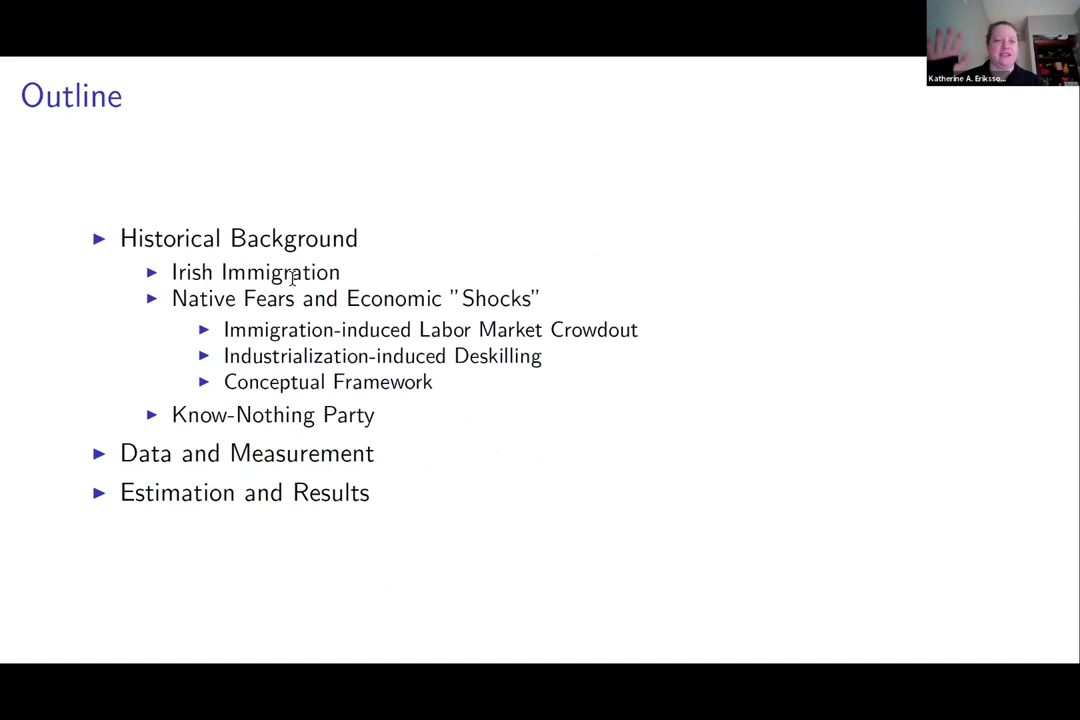 Katherine A. Eriksso...
Outline
Historical Background
Irish Immigration
Native Fears and Economic "Shocks"
Immigration-induced Labor Market Crowdout
Industrialization-induced Deskilling
Conceptual Framework
Know-Nothing Party
Data and Measurement
Estimation and Results